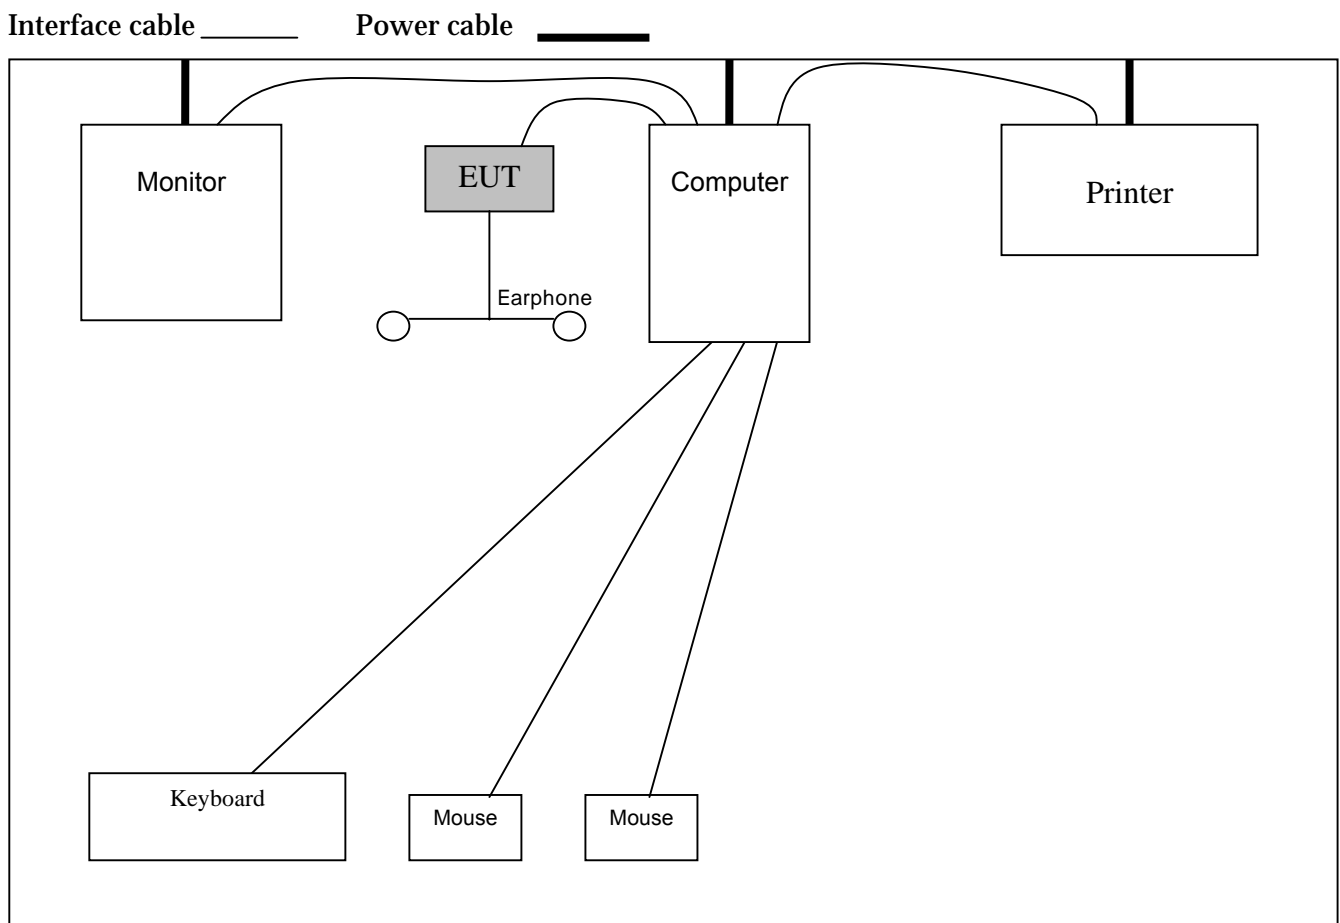 Interface cable Power cable
Monitor
EUT
Computer
Printer
Earphone
Keyboard
Mouse
Mouse